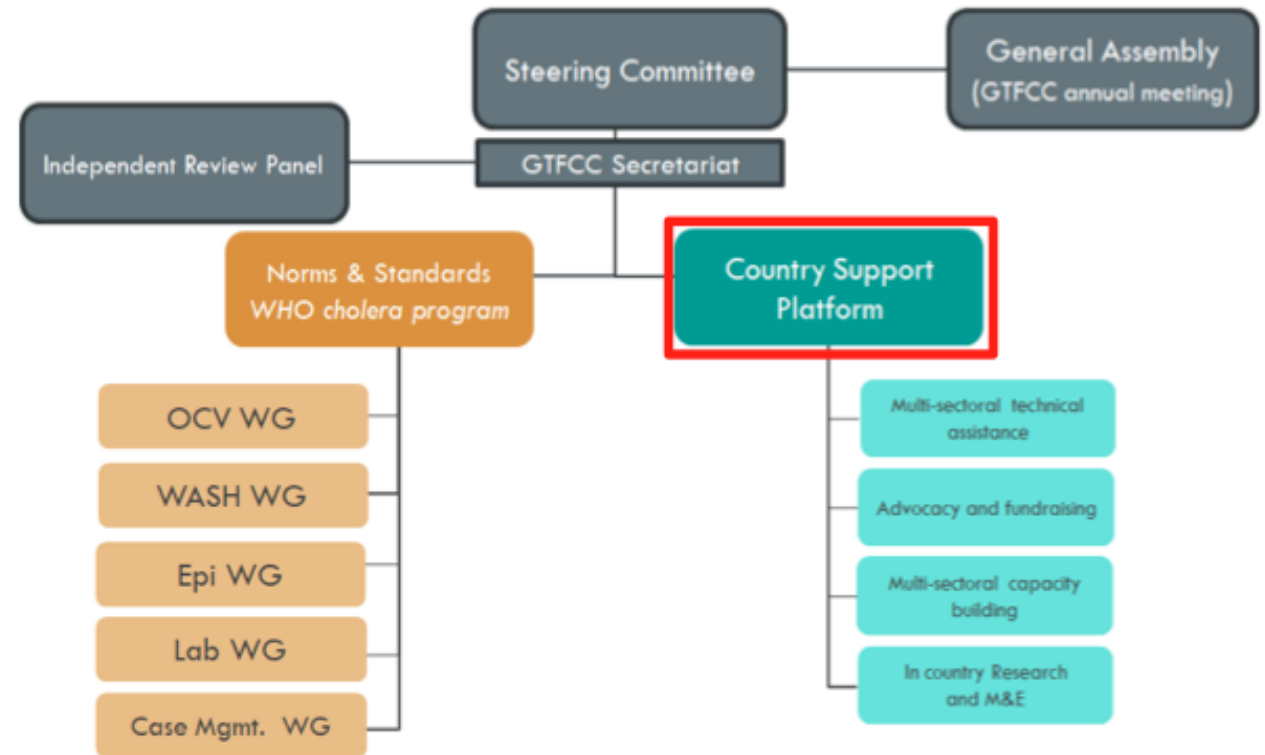 Steering Committee
General Assembly
(GTFCC annual meeting)
Independent Review Panel
GTFCC Secretariat
Norms & Standards
WHO cholera program
Country Support
Platform
OCV WG
WASH WG
Epi WG
Lab WG
Case Mgmt. WG
Multi-sectoral technical
assistance
Advocacy and fundraising
Multi-sectoral capacity
building
In country Research
and M&E